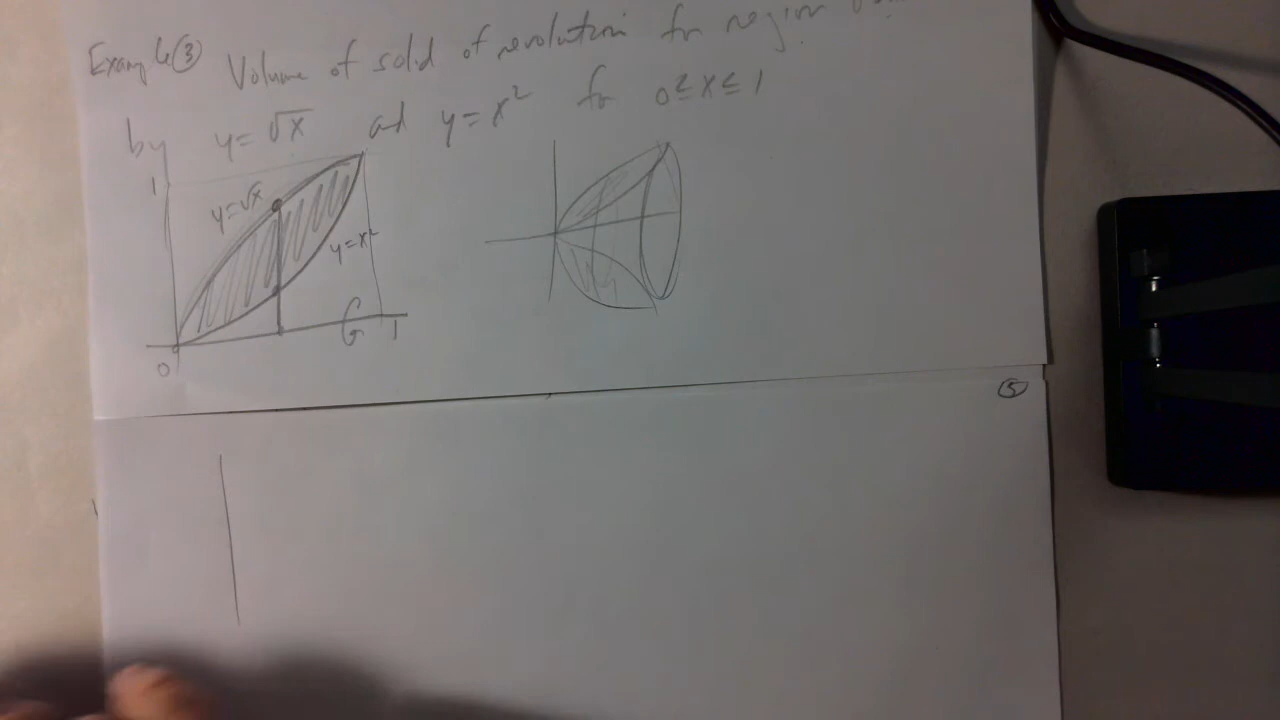 Example ③ Volume of solid of revolution for region
by y = √x and y = x² for 0 ≤ x ≤ 1
1
y=√x
y=x²
0
1
⑤